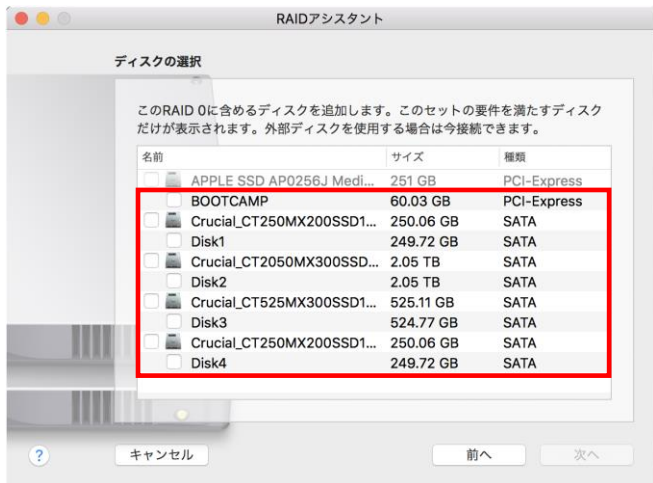 RAIDアシスタント
ディスクの選択
このRAID 0に含めるディスクを追加します。このセットの要件を満たすディスク
だけが表示されます。外部ディスクを使用する場合は今接続できます。
名前 サイズ 種類
APPLE SSD AP0256J Medi... 251 GB PCI-Express
BOOTCAMP 60.03 GB PCI-Express
Crucial_CT250MX200SSD1... 250.06 GB SATA
Disk1 249.72 GB SATA
Crucial_CT2050MX300SSD... 2.05 TB SATA
Disk2 2.05 TB SATA
Crucial_CT525MX300SSD1... 525.11 GB SATA
Disk3 524.77 GB SATA
Crucial_CT250MX200SSD1... 250.06 GB SATA
Disk4 249.72 GB SATA
? キャンセル 前へ 次へ